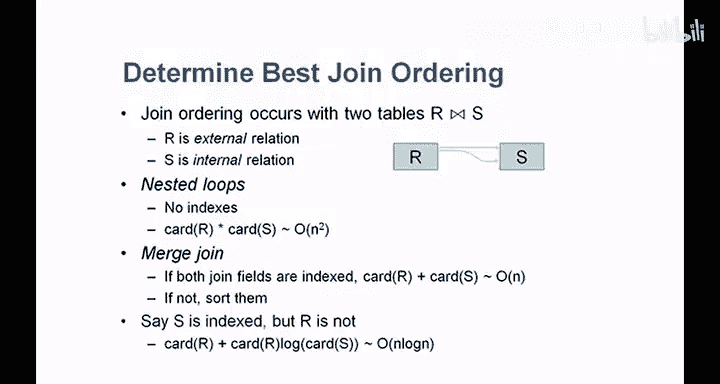 bilibili
Determine Best Join Ordering
• Join ordering occurs with two tables R ⋈ S
– R is external relation
– S is internal relation
R
S
• Nested loops
– No indexes
– card(R) * card(S) ~ O(n²)
• Merge join
– If both join fields are indexed, card(R) + card(S) ~ O(n)
– If not, sort them
• Say S is indexed, but R is not
– card(R) + card(R)log(card(S)) ~ O(nlogn)